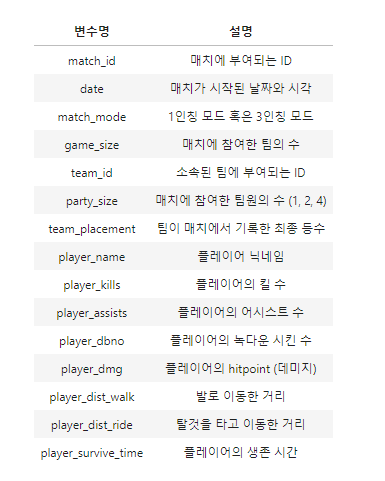 변수명 설명
match_id 매치에 부여되는 ID
date 매치가 시작된 날짜와 시각
match_mode 1인칭 모드 혹은 3인칭 모드
game_size 매치에 참여한 팀의 수
team_id 소속된 팀에 부여되는 ID
party_size 매치에 참여한 팀원의 수 (1, 2, 4)
team_placement 팀이 매치에서 기록한 최종 등수
player_name 플레이어 닉네임
player_kills 플레이어의 킬 수
player_assists 플레이어의 어시스트 수
player_dbno 플레이어의 녹다운 시킨 수
player_dmg 플레이어의 hitpoint (데미지)
player_dist_walk 발로 이동한 거리
player_dist_ride 탈것을 타고 이동한 거리
player_survive_time 플레이어의 생존 시간